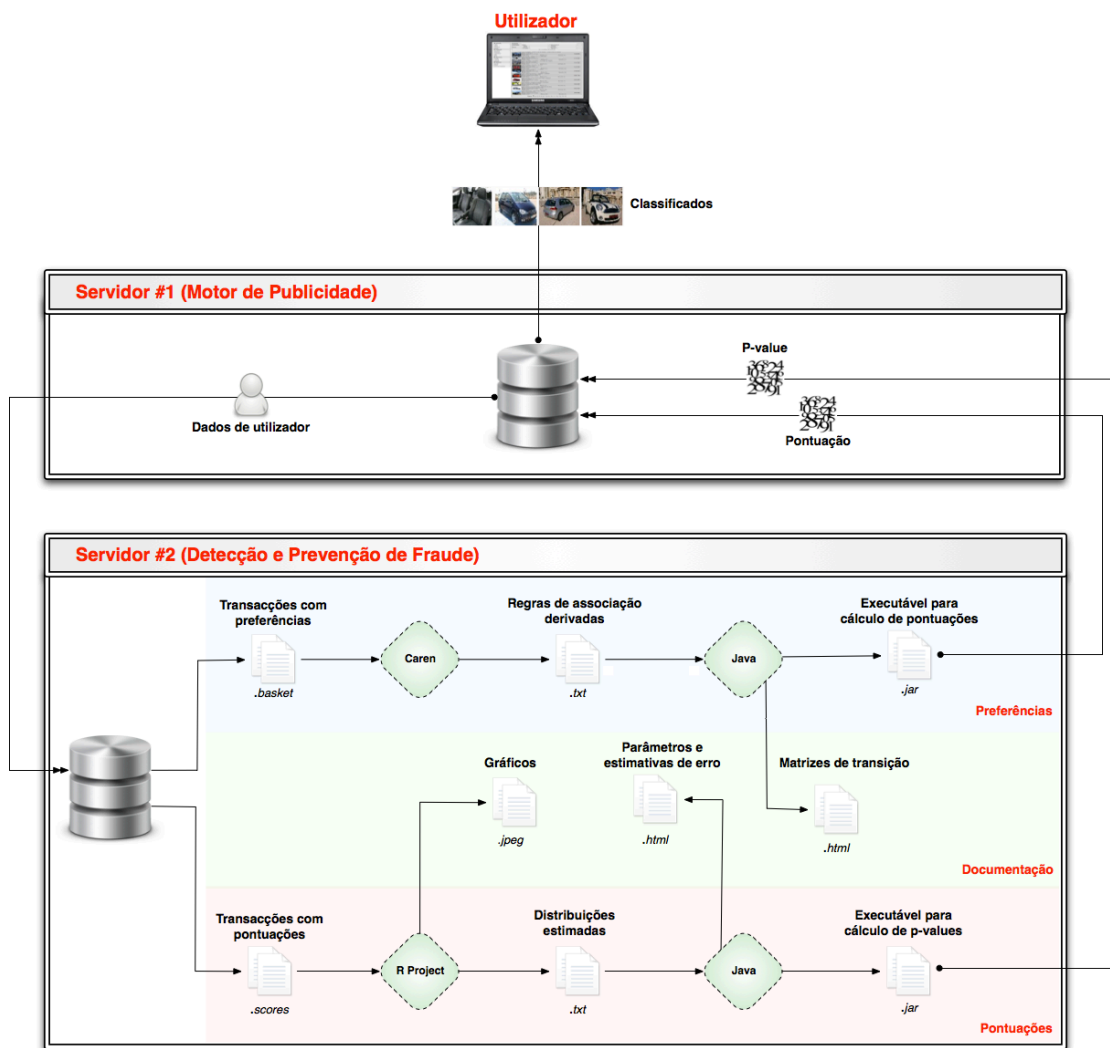 Utilizador
Classificados
Servidor #1 (Motor de Publicidade)
P-value
Dados de utilizador
Pontuação
Servidor #2 (Detecção e Prevenção de Fraude)
Transacções com
preferências
Regras de associação
derivadas
Executável para
cálculo de pontuações
Caren
Java
.basket
.txt
.jar
Preferências
Gráficos
Parâmetros e
estimativas de erro
Matrizes de transição
.jpeg
.html
.html
Documentação
Transacções com
pontuações
Distribuições
estimadas
Executável para
cálculo de p-values
R Project
Java
.scores
.txt
.jar
Pontuações